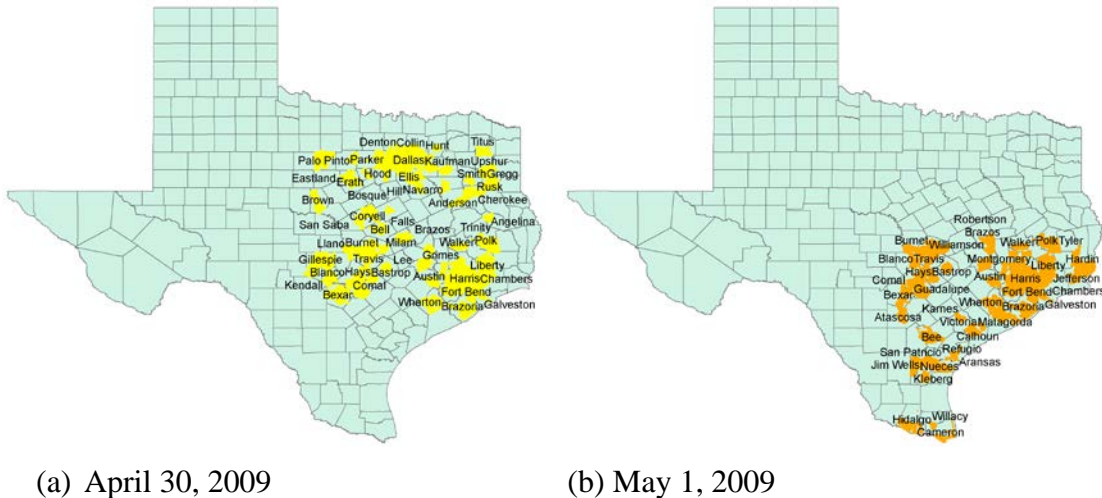 DentonCollin Hunt Titus
Palo Pinto Parker Dallas Kaufman Upshur
Eastland Hood Ellis Smith Gregg
Erath Rusk
Brown Bosque Hill Navarro Cherokee
Anderson
Coryell Falls Trinity Angelina
San Saba Bell Brazos
Llano Burnet Milam Walker Polk
Gillespie Travis Lee Gomes
Blanco Hays Bastrop Austin Liberty
Kendall Comal Harris Chambers
Bexar Fort Bend
Wherton Brazoria Galveston
Robertson
Brazos
Burnet Williamson Walker Polk Tyler
Blanco Travis Montgomery Hardin
Hays Bastrop Liberty
Comal Austin Harris Jefferson
Bexar Guadalupe Fort Bend Chambers
Karnes Wherton Brazoria Galveston
Atascosa Victoria Matagorda
Bee Calhoun
San Patricio Refugio
Jim Wells Nueces Aransas
Kleberg
Hidalgo Willacy
Cameron
(a) April 30, 2009
(b) May 1, 2009